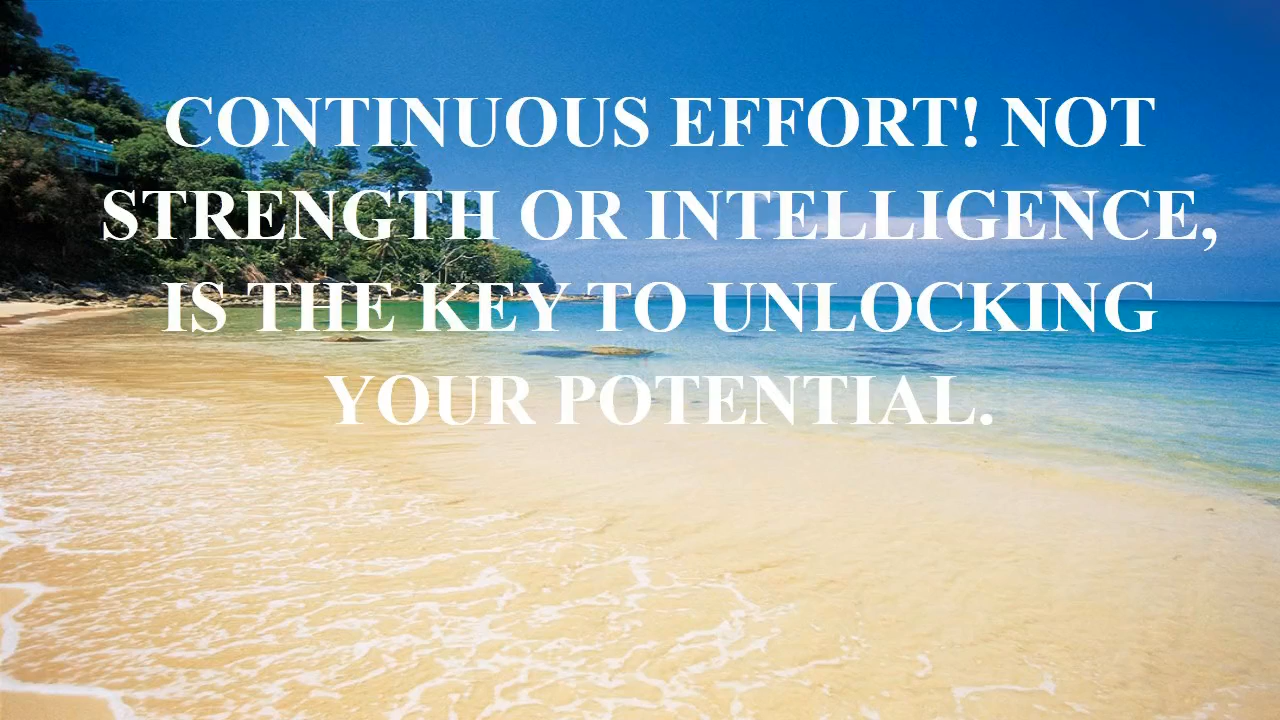 CONTINUOUS EFFORT! NOT
STRENGTH OR INTELLIGENCE,
IS THE KEY TO UNLOCKING
YOUR POTENTIAL.